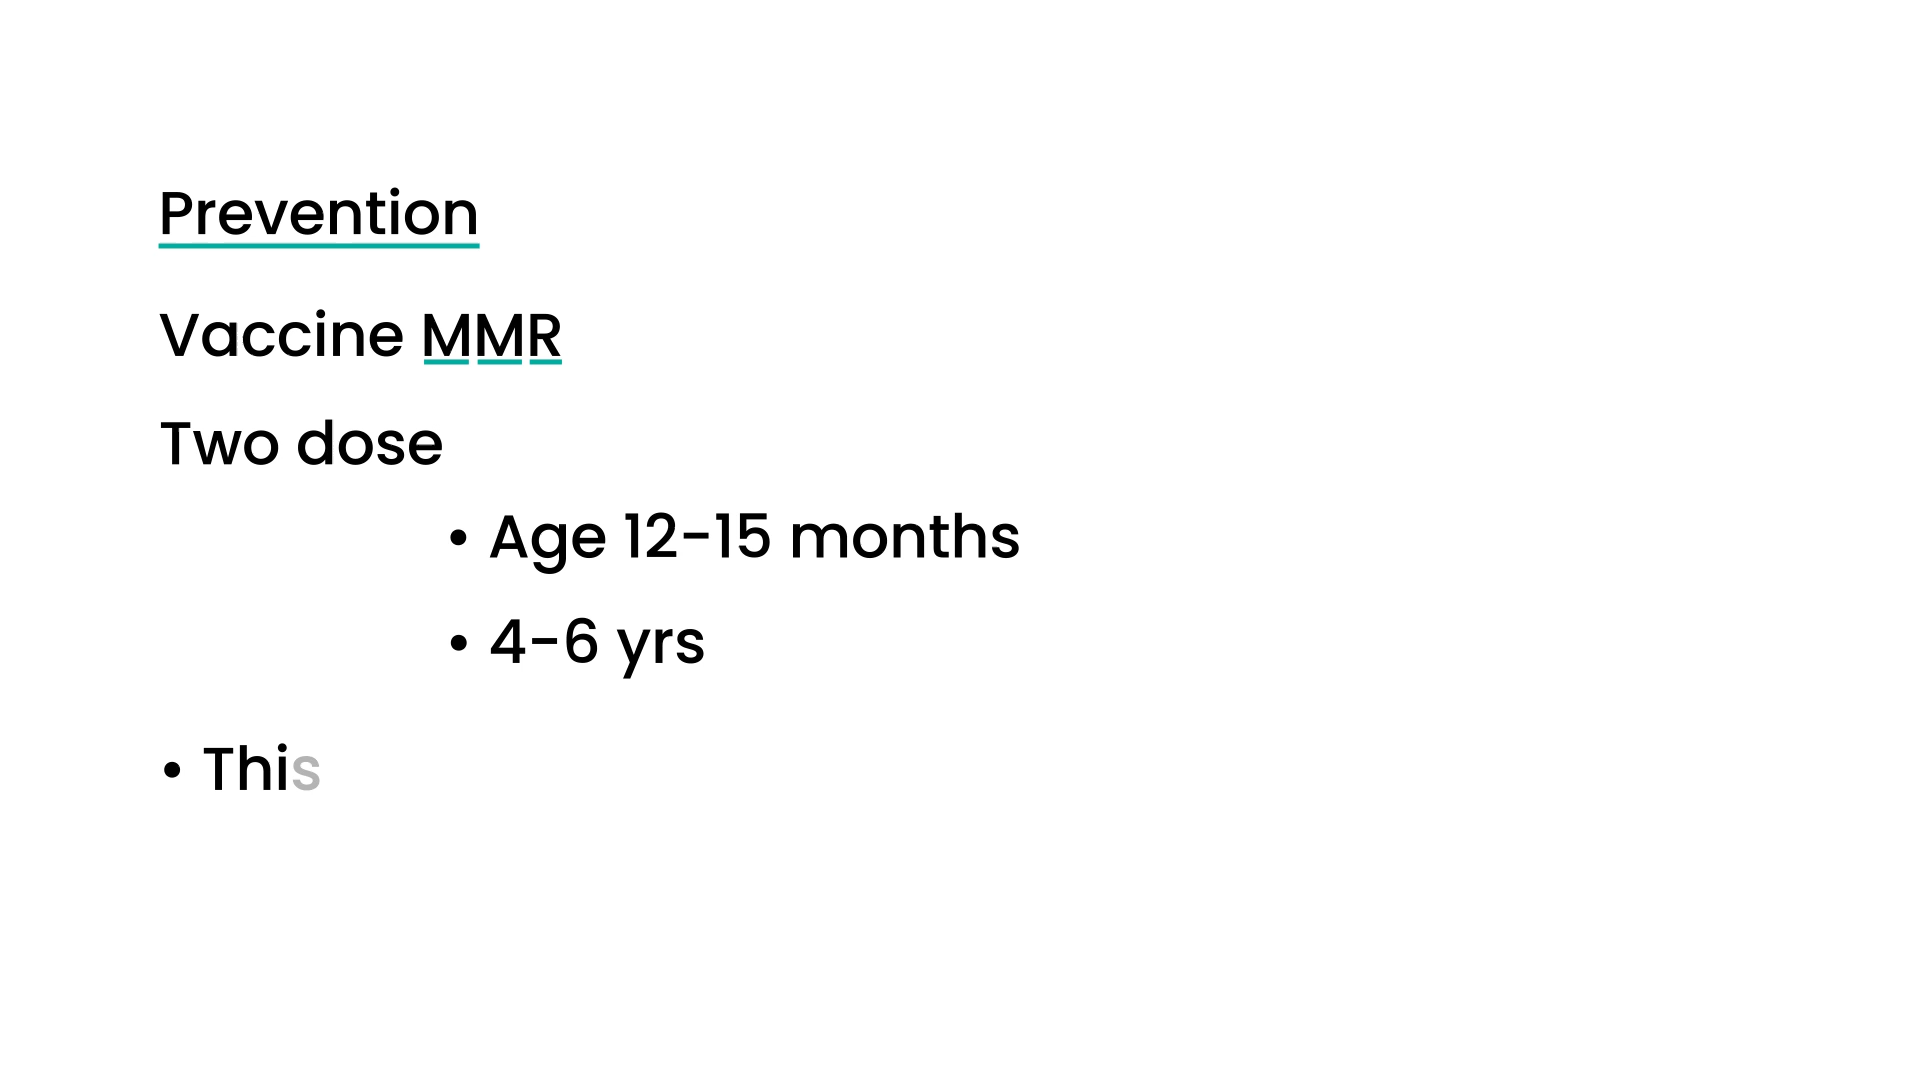 Prevention
Vaccine MMR
Two dose
• Age 12-15 months
• 4-6 yrs
• This